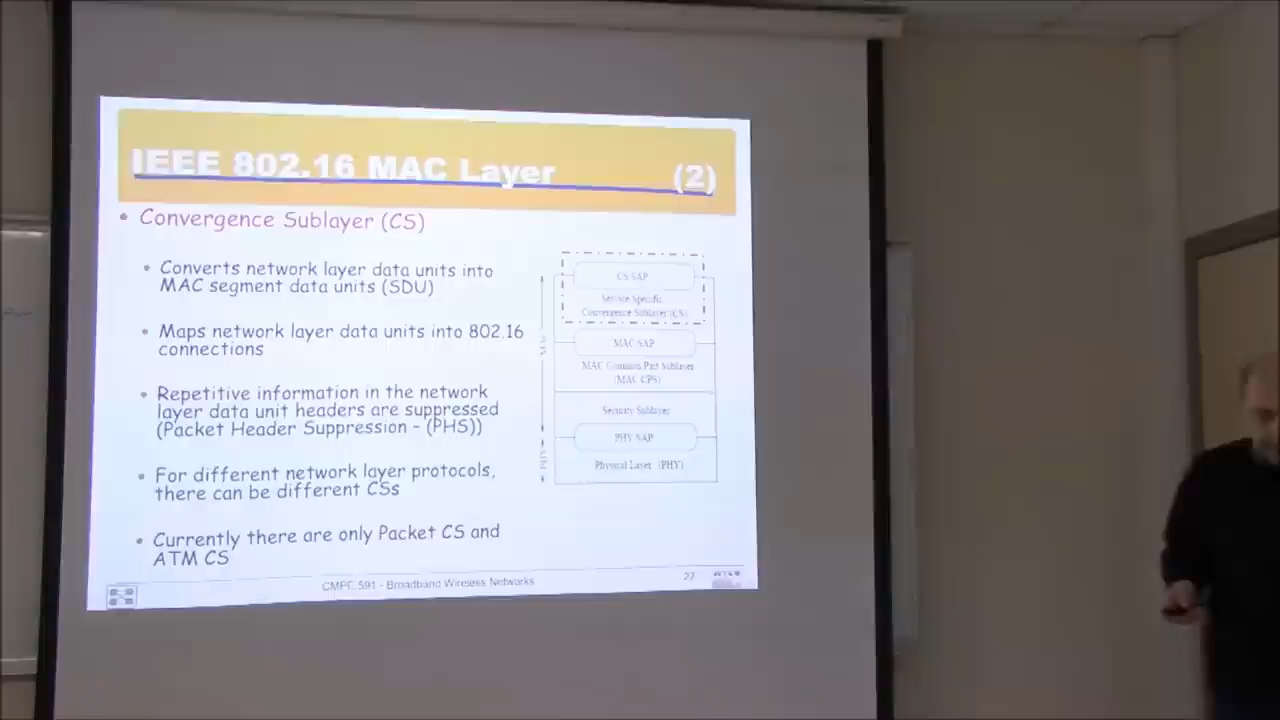 IEEE 802.16 MAC Layer (2)
• Convergence Sublayer (CS)
• Converts network layer data units into
MAC segment data units (SDU)
• Maps network layer data units into 802.16
connections
• Repetitive information in the network
layer data unit headers are suppressed
(Packet Header Suppression - (PHS))
• For different network layer protocols,
there can be different CSs
• Currently there are only Packet CS and
ATM CS
CS SAP
Service Specific
Convergence Sublayer (CS)
MAC SAP
MAC Common Part Sublayer
(MAC CPS)
Security Sublayer
PHY SAP
Physical Layer (PHY)
MAC
PHY
CMPE 591 - Broadband Wireless Networks
27